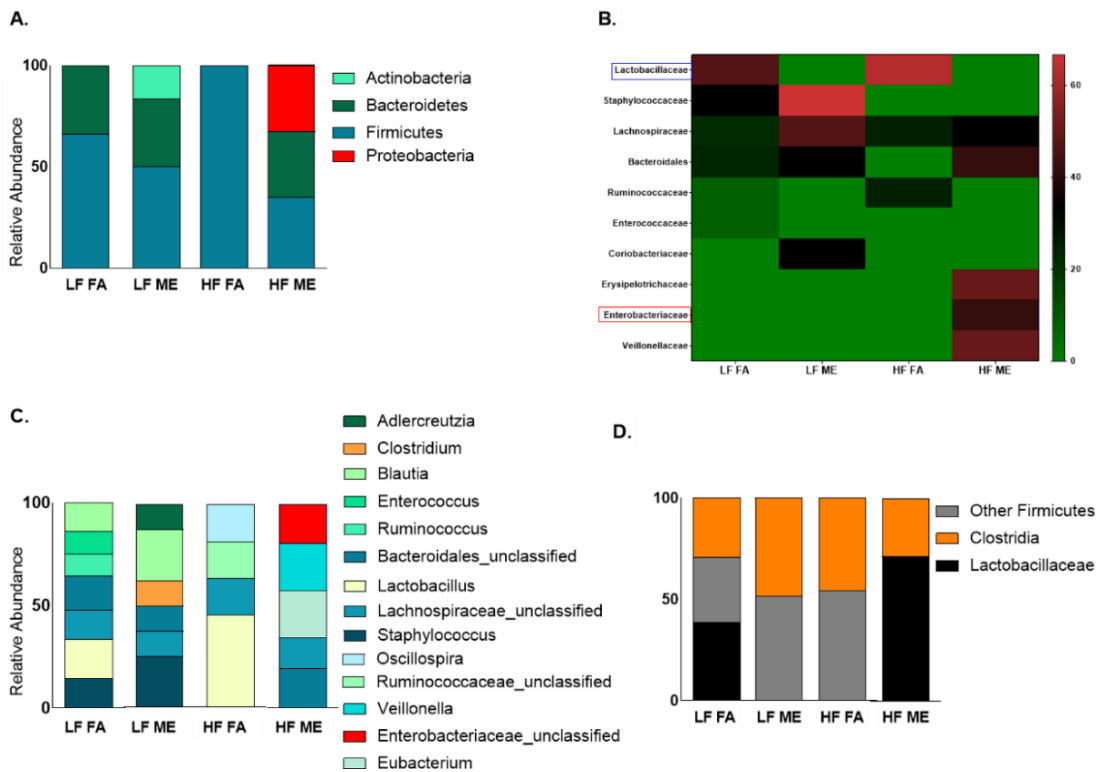 A.
100
50
0
Relative Abundance
LF FA LF ME HF FA HF ME
Actinobacteria
Bacteroidetes
Firmicutes
Proteobacteria
B.
Lactobacillaceae
Staphylococcaceae
Lachnospiraceae
Bacteroidales
Ruminococcaceae
Enterococcaceae
Coriobacteriaceae
Erysipelotrichaceae
Enterobacteriaceae
Veillonellaceae
LF FA LF ME HF FA HF ME
60
40
20
0
C.
100
50
0
Relative Abundance
LF FA LF ME HF FA HF ME
Adlercreutzia
Clostridium
Blautia
Enterococcus
Ruminococcus
Bacteroidales_unclassified
Lactobacillus
Lachnospiraceae_unclassified
Staphylococcus
Oscillospira
Ruminococcaceae_unclassified
Veillonella
Enterobacteriaceae_unclassified
Eubacterium
D.
100
50
0
LF FA LF ME HF FA HF ME
Other Firmicutes
Clostridia
Lactobacillaceae